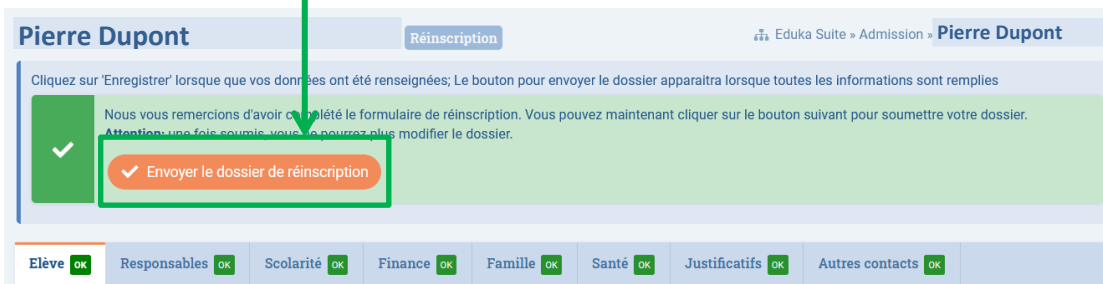 Pierre Dupont Réinscription Eduka Suite » Admission » Pierre Dupont
Cliquez sur 'Enregistrer' lorsque que vos données ont été renseignées; Le bouton pour envoyer le dossier apparaitra lorsque toutes les informations sont remplies
Nous vous remercions d'avoir complété le formulaire de réinscription. Vous pouvez maintenant cliquer sur le bouton suivant pour soumettre votre dossier.
Attention: une fois soumis, vous ne pourrez plus modifier le dossier.
Envoyer le dossier de réinscription
Elève OK Responsables OK Scolarité OK Finance OK Famille OK Santé OK Justificatifs OK Autres contacts OK